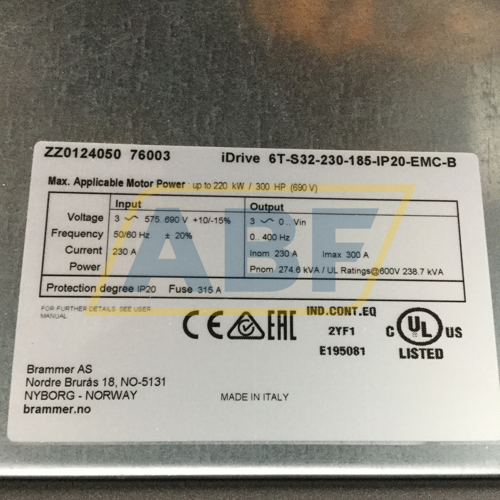 ZZ0124050 76003 iDrive 6T-S32-230-185-IP20-EMC-B
Max. Applicable Motor Power up to 220 kW / 300 HP (690 V)
Input Output
Voltage 3 ~ 575..690 V +10/-15% 3 ~ 0.. Vin
Frequency 50/60 Hz ± 20% 0..400 Hz
Current 230 A Inom 230 A Imax 300 A
Power Pnom 274.6 kVA / UL Ratings@600V 238.7 kVA
Protection degree IP20 Fuse 315 A
FOR FURTHER DETAILS SEE USER
MANUAL
CE EAC IND.CONT.EQ
2YF1
E195081
C UL US
LISTED
Brammer AS
Nordre Brurås 18, NO-5131
NYBORG - NORWAY
brammer.no
MADE IN ITALY
ABF